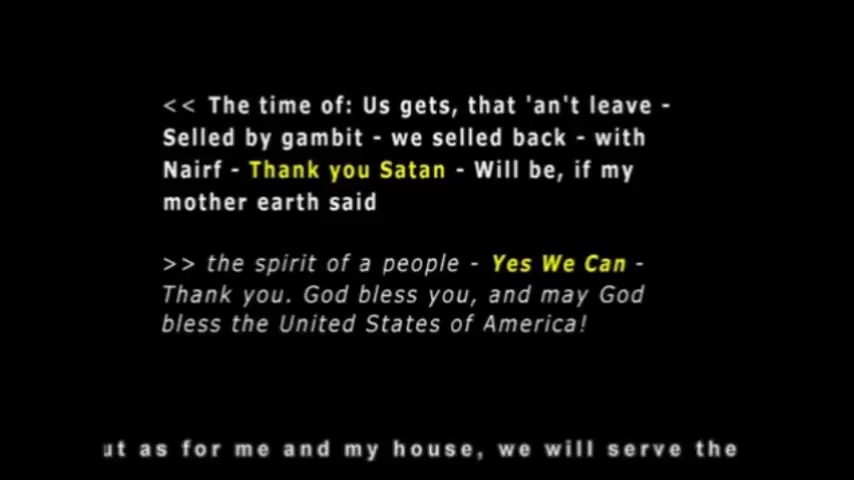 << The time of: Us gets, that 'an't leave -
Selled by gambit - we selled back - with
Nairf - Thank you Satan - Will be, if my
mother earth said
>> the spirit of a people - Yes We Can -
Thank you. God bless you, and may God
bless the United States of America!
ut as for me and my house, we will serve the